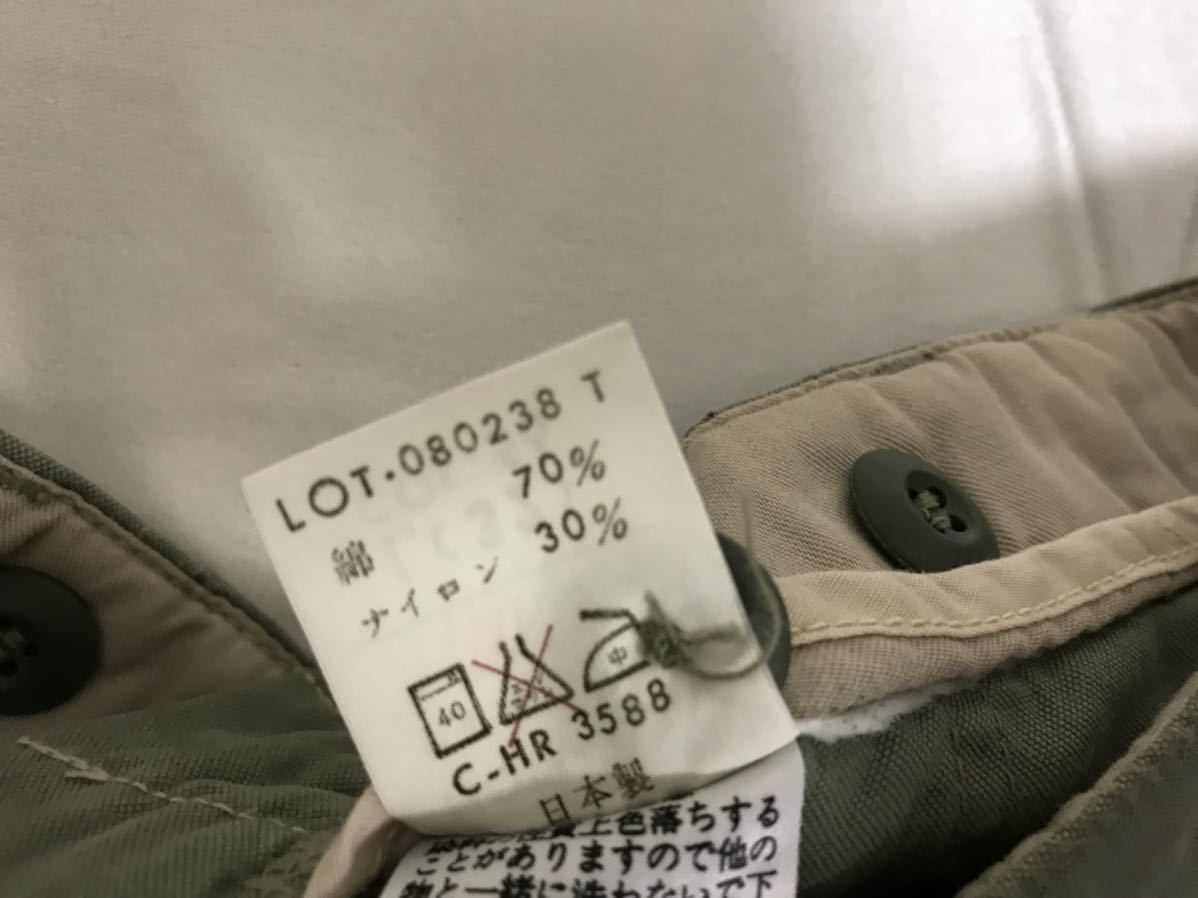 LOT.080238 T
綿 70%
ナイロン 30%
40 中
C-HR 3588
日本製
上色落ちする
ことがありますので他の
物と一緒に洗わないで下